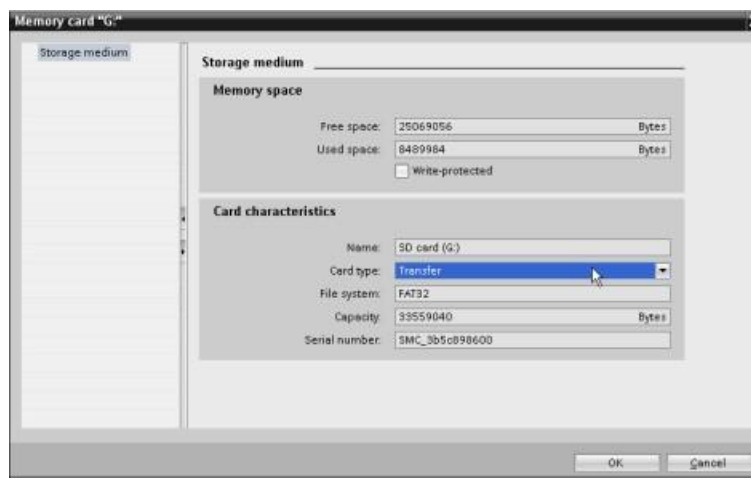 Memory card "G:"
Storage medium
Storage medium
Memory space
Free space: 25069056 Bytes
Used space: 8489984 Bytes
Write-protected
Card characteristics
Name: SD card (G:)
Card type: Transfer
File system: FAT32
Capacity: 33559040 Bytes
Serial number: SMC_3b5c898600
OK Cancel